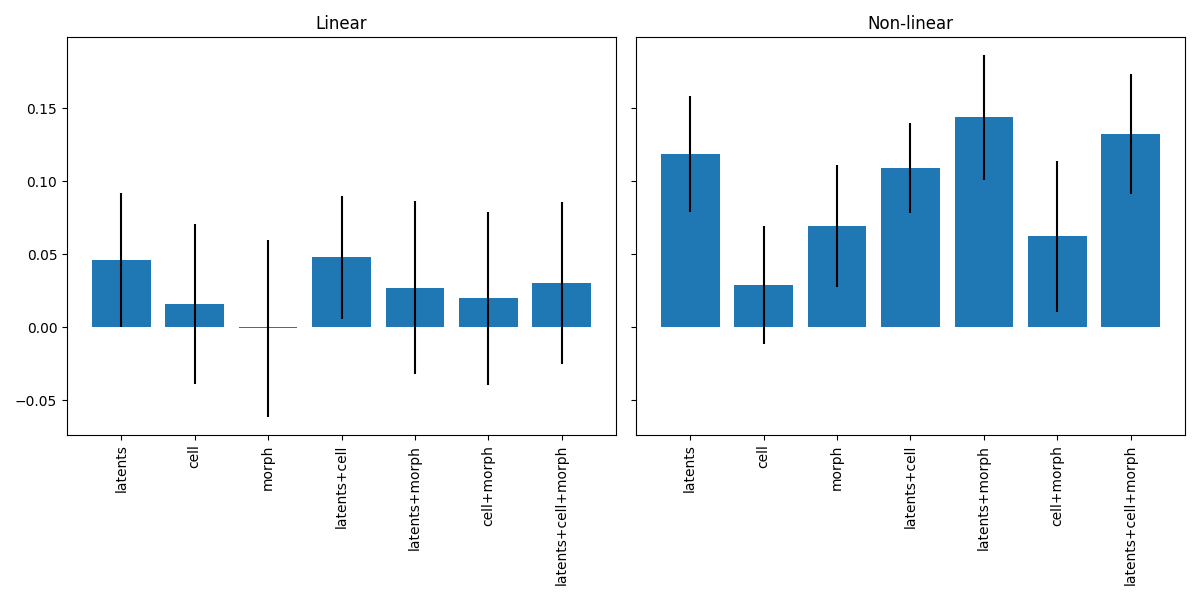 Linear
Non-linear
0.15
0.10
0.05
0.00
−0.05
latents
cell
morph
latents+cell
latents+morph
cell+morph
latents+cell+morph
latents
cell
morph
latents+cell
latents+morph
cell+morph
latents+cell+morph